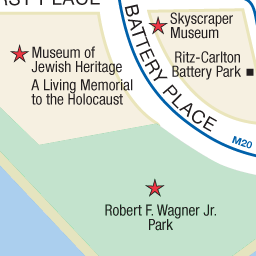 PLACE
Skyscraper
Museum
Museum of
Jewish Heritage
A Living Memorial
to the Holocaust
Ritz-Carlton
Battery Park
BATTERY PLACE
M20
Robert F. Wagner Jr.
Park